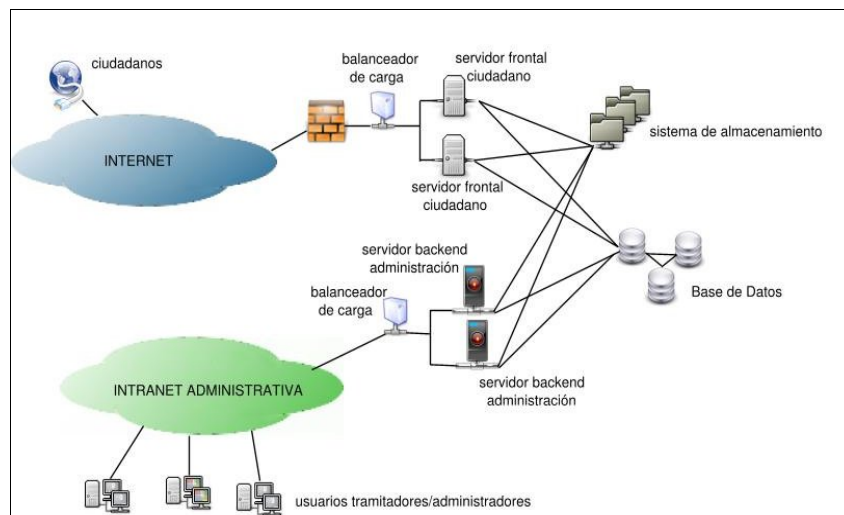 ciudadanos
balanceador
de carga
servidor frontal
ciudadano
sistema de almacenamiento
INTERNET
servidor frontal
ciudadano
servidor backend
administración
balanceador
de carga
Base de Datos
servidor backend
administración
INTRANET ADMINISTRATIVA
usuarios tramitadores/administradores